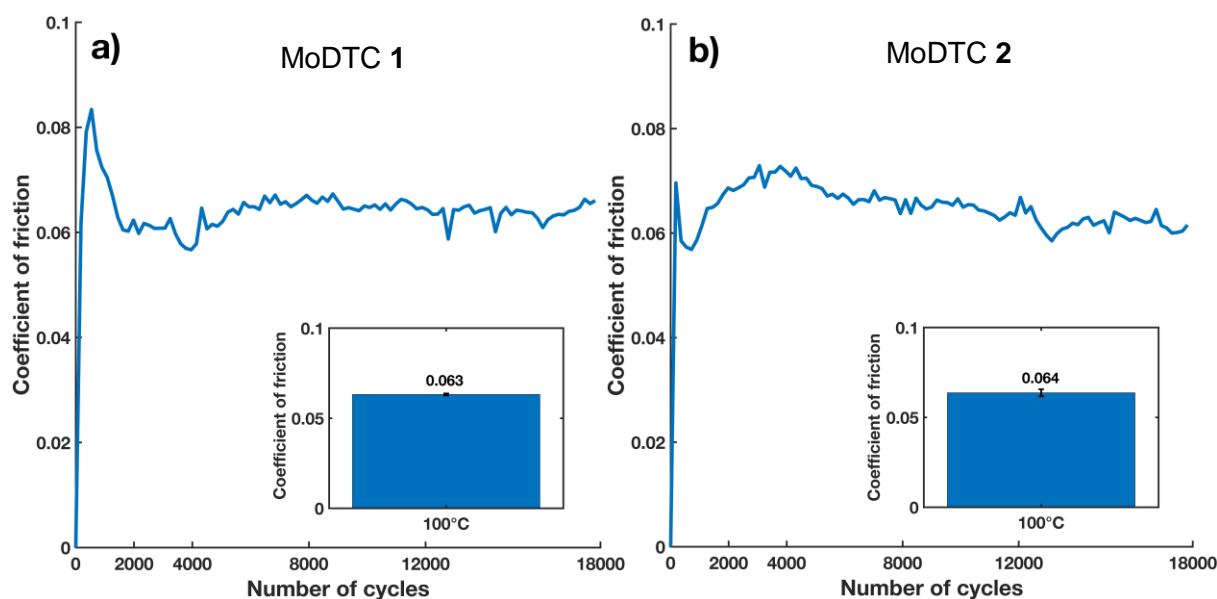 a)
MoDTC 1
0.1
0.08
0.06
0.04
0.02
0
Coefficient of friction
0
2000
4000
8000
12000
18000
Number of cycles
0.1
0.05
0
Coefficient of friction
0.063
100°C
b)
MoDTC 2
0.1
0.08
0.06
0.04
0.02
0
Coefficient of friction
0
2000
4000
8000
12000
18000
Number of cycles
0.1
0.05
0
Coefficient of friction
0.064
100°C